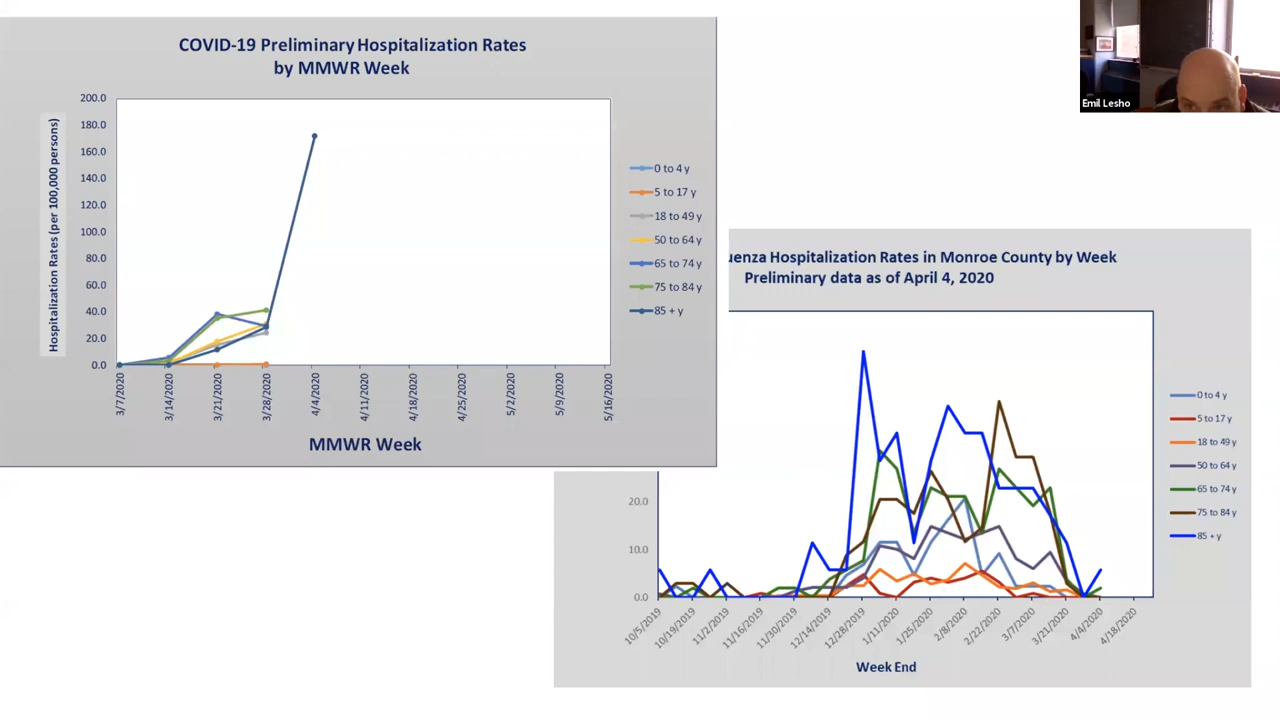 COVID-19 Preliminary Hospitalization Rates
by MMWR Week
Hospitalization Rates (per 100,000 persons)
200.0
180.0
160.0
140.0
120.0
100.0
80.0
60.0
40.0
20.0
0.0
3/7/2020
3/14/2020
3/21/2020
3/28/2020
4/4/2020
4/11/2020
4/18/2020
4/25/2020
5/2/2020
5/9/2020
5/16/2020
MMWR Week
0 to 4 y
5 to 17 y
18 to 49 y
50 to 64 y
65 to 74 y
75 to 84 y
85 + y
Emil Lesho
uenza Hospitalization Rates in Monroe County by Week
Preliminary data as of April 4, 2020
20.0
10.0
0.0
10/5/2019
10/19/2019
11/2/2019
11/16/2019
11/30/2019
12/14/2019
12/28/2019
1/11/2020
1/25/2020
2/8/2020
2/22/2020
3/7/2020
3/21/2020
4/4/2020
4/18/2020
Week End
0 to 4 y
5 to 17 y
18 to 49 y
50 to 64 y
65 to 74 y
75 to 84 y
85 + y